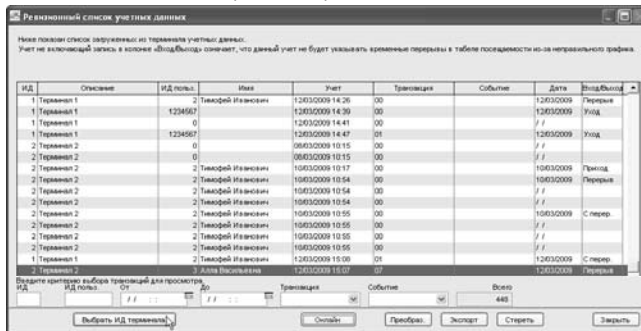 Ревизионный список учетных данных
Ниже показан список загруженных из терминала учетных данных.
Учет не включающий запись в колонке «Вход/Выход» означает, что данный учет не будет указывать временные перерывы в табеле посещаемости из-за неправильного графика.
ИД Описание ИД польз. Имя Учет Транзакция Событие Дата Вход/Выход
1 Терминал 1 2 Тимофей Иванович 12/03/2009 14:26 00 12/03/2009 Перерыв
1 Терминал 1 1234567 12/03/2009 14:39 00 12/03/2009 Уход
1 Терминал 1 0 12/03/2009 14:41 00 / /
1 Терминал 1 1234567 12/03/2009 14:47 01 12/03/2009 Уход
2 Терминал 2 0 08/03/2009 10:15 00 / /
2 Терминал 2 0 08/03/2009 10:15 00 / /
2 Терминал 2 2 Тимофей Иванович 10/03/2009 10:17 00 10/03/2009 Приход
2 Терминал 2 2 Тимофей Иванович 10/03/2009 10:54 00 10/03/2009 Перерыв
2 Терминал 2 2 Тимофей Иванович 10/03/2009 10:54 00 / /
2 Терминал 2 2 Тимофей Иванович 10/03/2009 10:54 00 / /
2 Терминал 2 2 Тимофей Иванович 10/03/2009 10:55 00 10/03/2009 С перер.
2 Терминал 2 2 Тимофей Иванович 10/03/2009 10:55 00 / /
2 Терминал 2 2 Тимофей Иванович 10/03/2009 10:55 00 / /
1 Терминал 1 2 Тимофей Иванович 12/03/2009 15:00 01 12/03/2009 С перер.
2 Терминал 2 3 Алла Васильевна 12/03/2009 15:07 07 12/03/2009 Перерыв
Введите критерию выбора транзакций для просмотра.
ИД ИД польз. От До Транзакция Событие Всего
/ / : : / / : : 448
Выбрать ИД терминала Онлайн Преобраз. Экспорт Стереть Закрыть